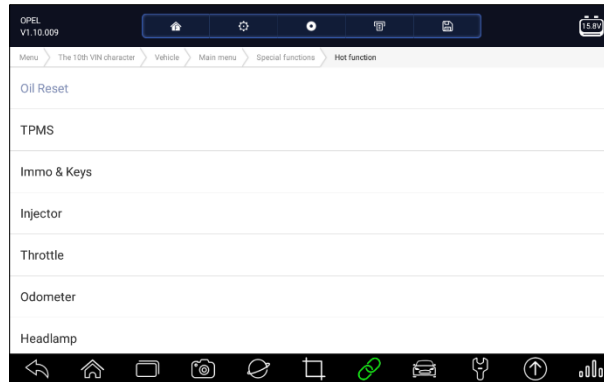 OPEL
V1.10.009
15.8V
Menu The 10th VIN character Vehicle Main menu Special functions Hot function
Oil Reset
TPMS
Immo & Keys
Injector
Throttle
Odometer
Headlamp